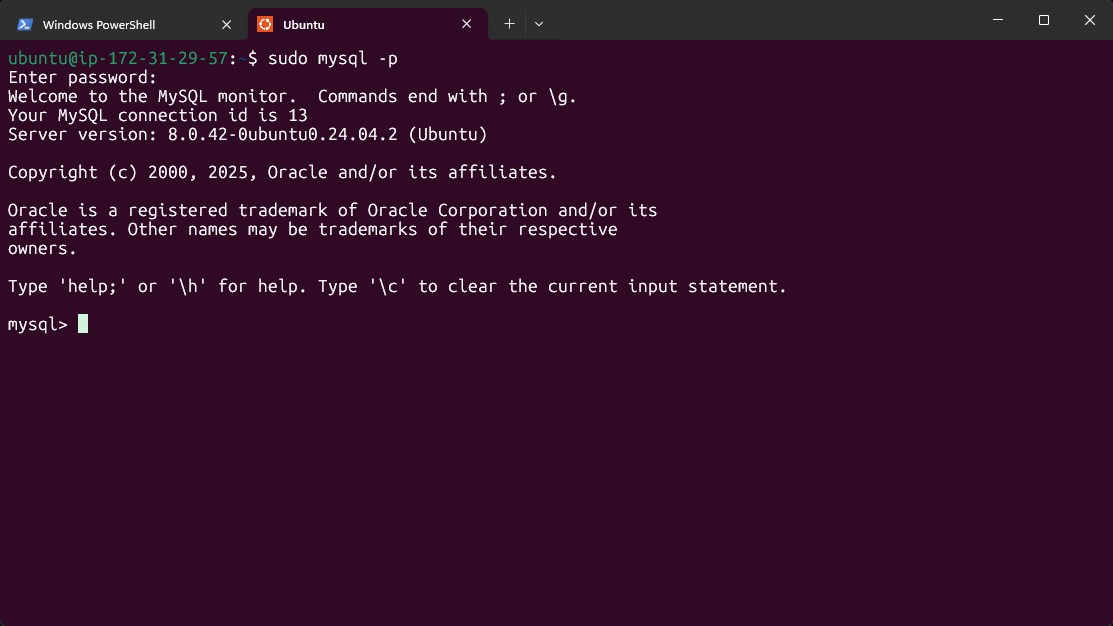 Windows PowerShell
Ubuntu
ubuntu@ip-172-31-29-57:~$ sudo mysql -p
Enter password:
Welcome to the MySQL monitor.  Commands end with ; or \g.
Your MySQL connection id is 13
Server version: 8.0.42-0ubuntu0.24.04.2 (Ubuntu)
Copyright (c) 2000, 2025, Oracle and/or its affiliates.
Oracle is a registered trademark of Oracle Corporation and/or its
affiliates. Other names may be trademarks of their respective
owners.
Type 'help;' or '\h' for help. Type '\c' to clear the current input statement.
mysql>